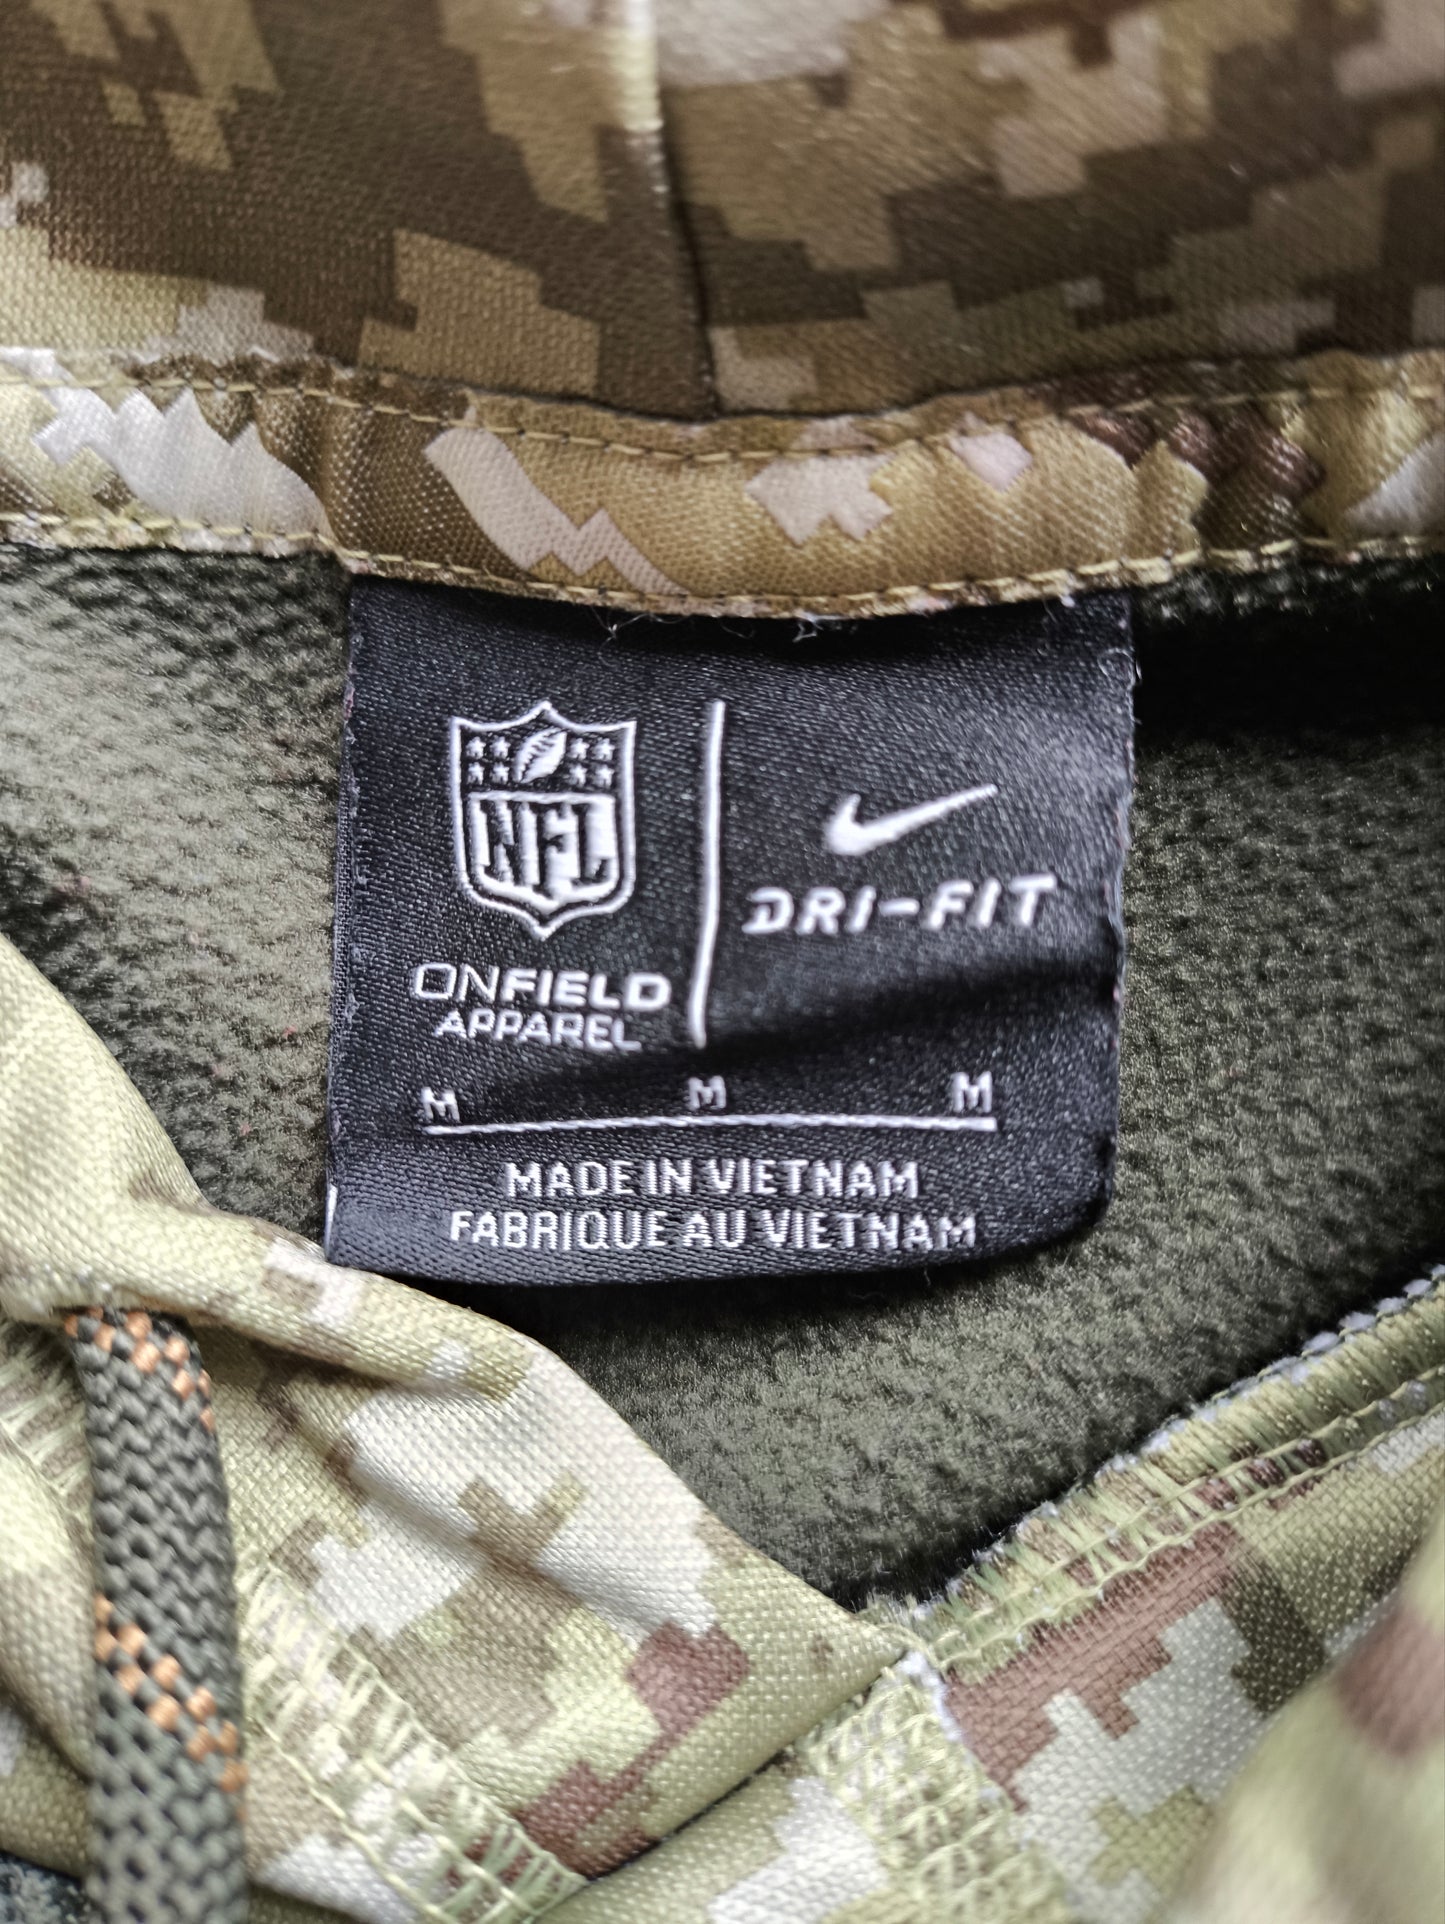 NFL
ONFIELD
APPAREL
DRI-FIT
M M M
MADE IN VIETNAM
FABRIQUE AU VIETNAM